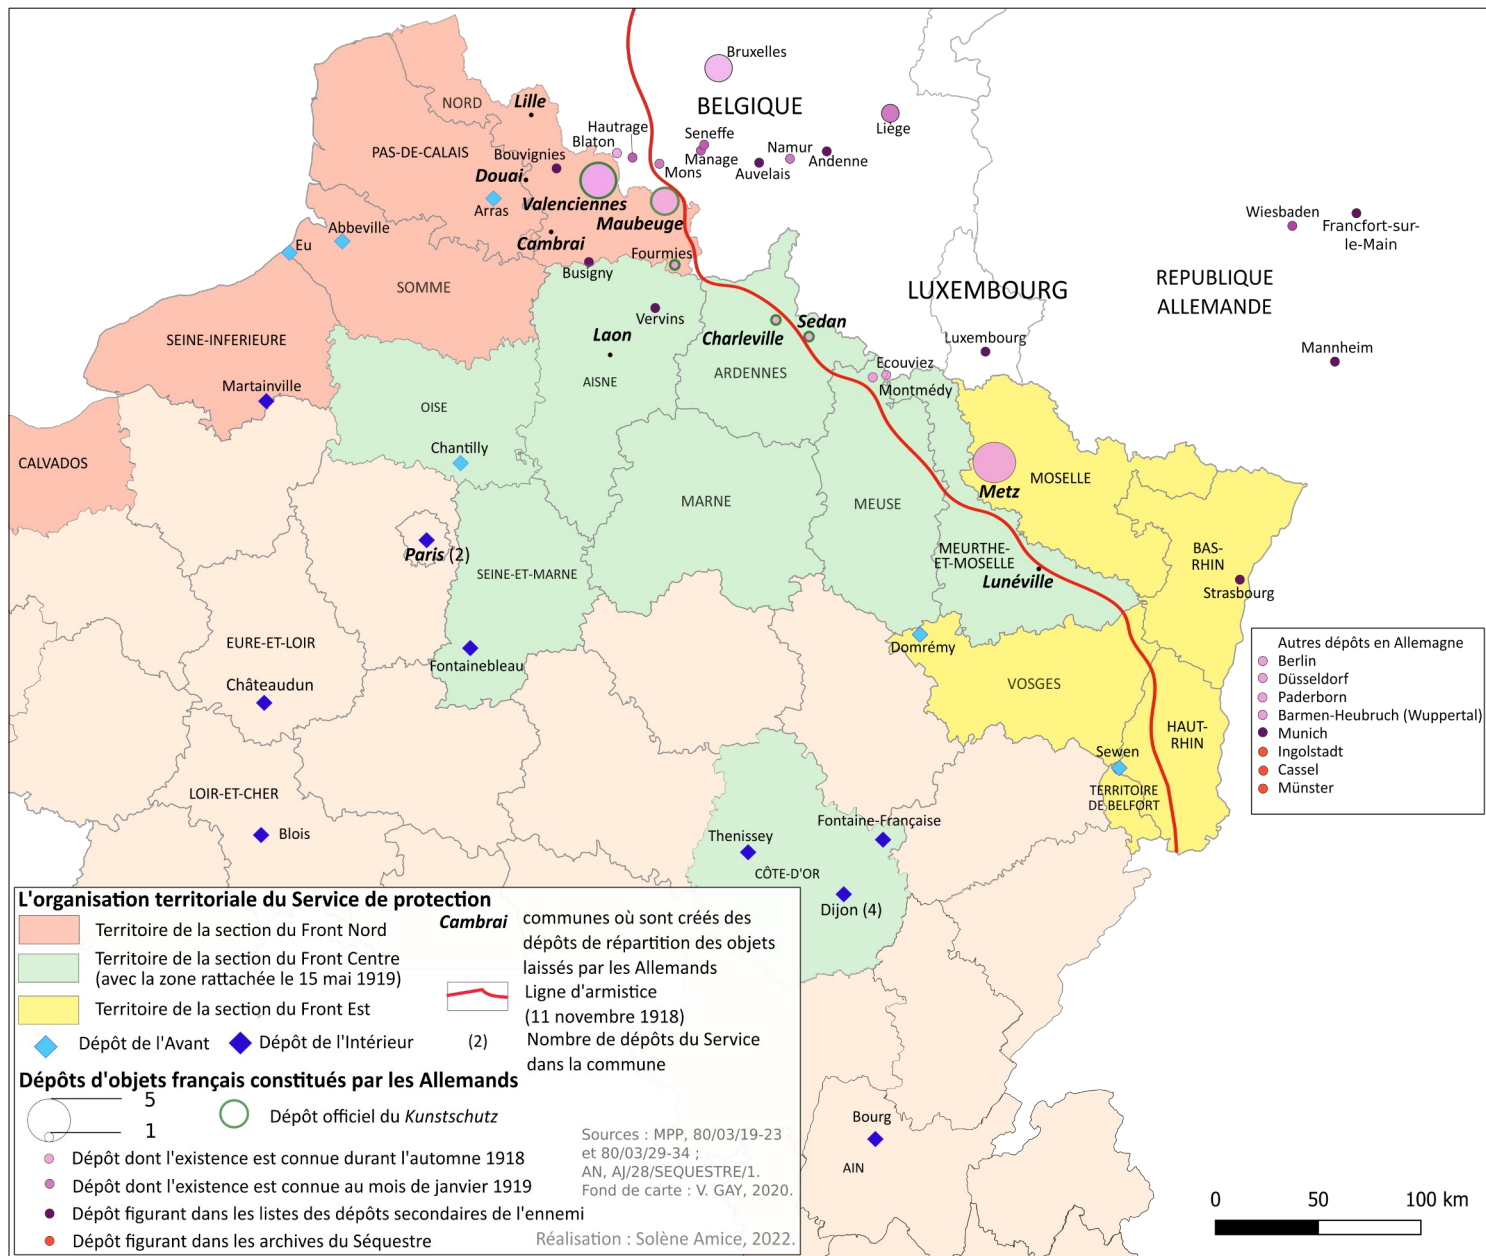 Bruxelles
BELGIQUE
NORD
Lille
Liège
Hautrage
Blaton
Seneffe
Manage
Mons
Namur
Andenne
Auvelais
PAS-DE-CALAIS
Bouvignies
Douai
Arras
Valenciennes
Maubeuge
Cambrai
Abbeville
Eu
Fourmies
Busigny
Wiesbaden
Francfort-sur-
le-Main
REPUBLIQUE
ALLEMANDE
LUXEMBOURG
SOMME
SEINE-INFERIEURE
Vervins
Laon
Charleville
Sedan
Luxembourg
Mannheim
Ecouviez
Montmédy
ARDENNES
AISNE
Martainville
OISE
Chantilly
CALVADOS
MARNE
MEUSE
Metz
MOSELLE
Paris (2)
SEINE-ET-MARNE
MEURTHE-
ET-MOSELLE
Lunéville
BAS-
RHIN
Strasbourg
EURE-ET-LOIR
Fontainebleau
Domrémy
Châteaudun
VOSGES
HAUT-
RHIN
Sewen
TERRITOIRE
DE BELFORT
LOIR-ET-CHER
Blois
Thenissey
Fontaine-Française
CÔTE-D'OR
Dijon (4)
Bourg
AIN
Autres dépôts en Allemagne
Berlin
Düsseldorf
Paderborn
Barmen-Heubruch (Wuppertal)
Munich
Ingolstadt
Cassel
Münster
L'organisation territoriale du Service de protection
Territoire de la section du Front Nord
Territoire de la section du Front Centre
(avec la zone rattachée le 15 mai 1919)
Territoire de la section du Front Est
Dépôt de l'Avant
Dépôt de l'Intérieur
Cambrai
communes où sont créés des
dépôts de répartition des objets
laissés par les Allemands
Ligne d'armistice
(11 novembre 1918)
(2)
Nombre de dépôts du Service
dans la commune
Dépôts d'objets français constitués par les Allemands
5
1
Dépôt officiel du Kunstschutz
Dépôt dont l'existence est connue durant l'automne 1918
Dépôt dont l'existence est connue au mois de janvier 1919
Dépôt figurant dans les listes des dépôts secondaires de l'ennemi
Dépôt figurant dans les archives du Séquestre
Sources : MPP, 80/03/19-23
et 80/03/29-34 ;
AN, AJ/28/SEQUESTRE/1.
Fond de carte : V. GAY, 2020.
Réalisation : Solène Amice, 2022.
0 50 100 km